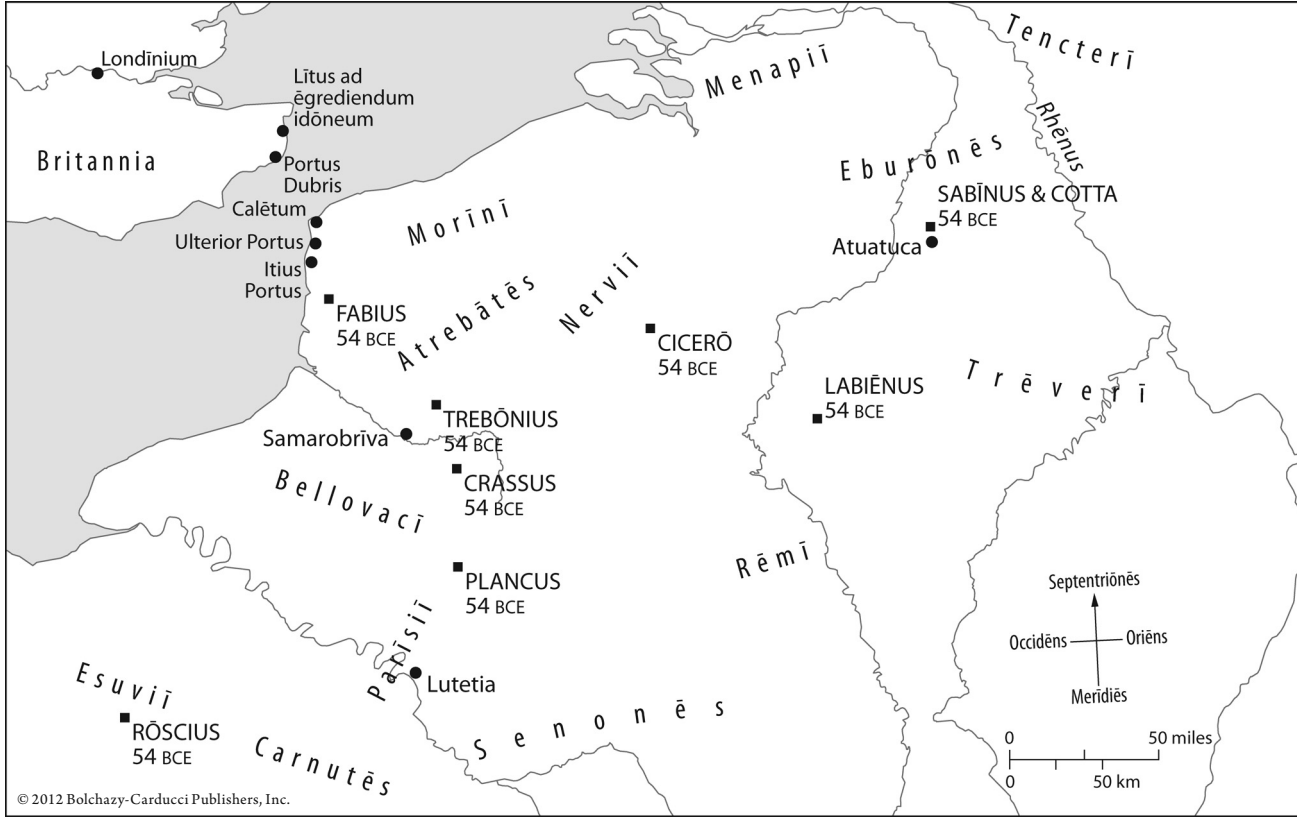 Tencterī
Londīnium
Lītus ad
ēgrediendum
idōneum
Menapiī
Rhēnus
Britannia
Portus
Dubris
Eburōnēs
SABĪNUS & COTTA
54 BCE
Calētum
Morīnī
Ulterior Portus
Atuatuca
Itius
Portus
Nerviī
FABIUS
54 BCE
Atrebātēs
CICERŌ
54 BCE
Trēverī
LABIĒNUS
54 BCE
TREBŌNIUS
54 BCE
Samarobrīva
CRASSUS
54 BCE
Bellovacī
Rēmī
PLANCUS
54 BCE
Septentriōnēs
Occidēns
Oriēns
Merīdiēs
Parīsiī
Lutetia
Esuviī
Senonēs
RŌSCIUS
54 BCE
Carnutēs
0 50 miles
0 50 km
© 2012 Bolchazy-Carducci Publishers, Inc.